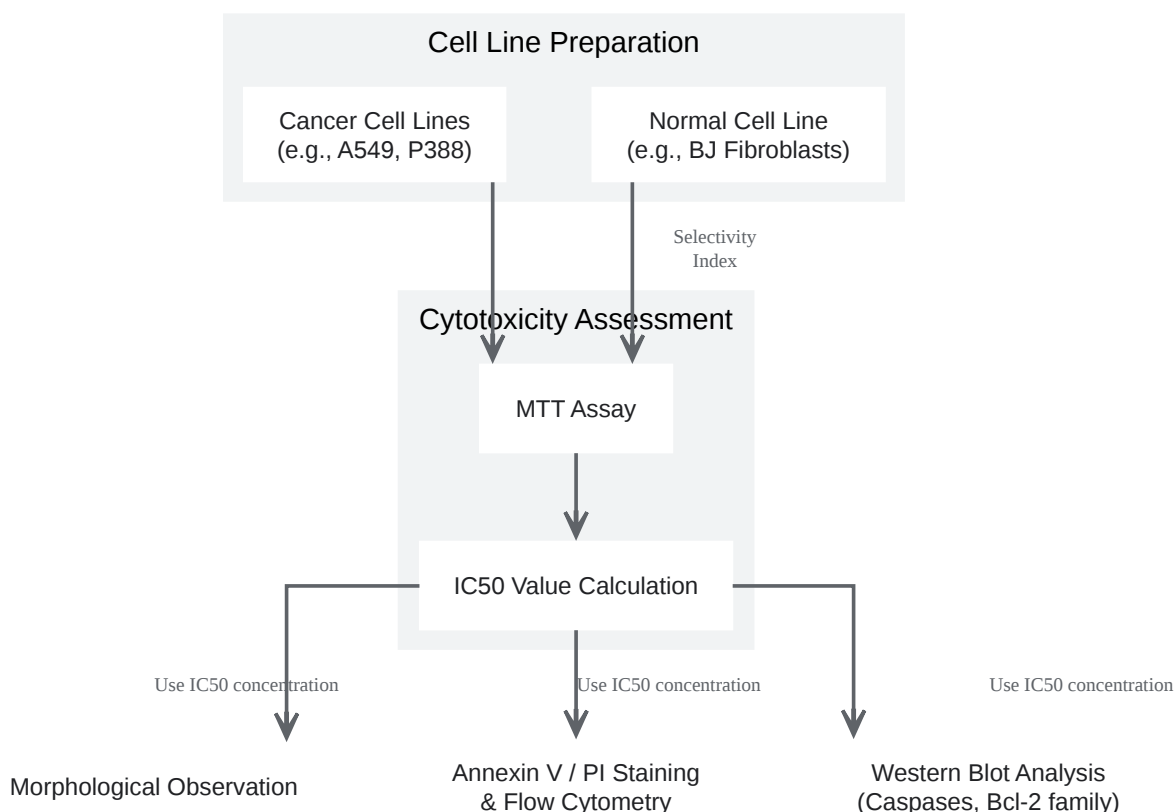 Cell Line Preparation
Cancer Cell Lines
(e.g., A549, P388)
Normal Cell Line
(e.g., BJ Fibroblasts)
Selectivity
Index
Cytotoxicity Assessment
MTT Assay
IC50 Value Calculation
Use IC50 concentration
Use IC50 concentration
Use IC50 concentration
Morphological Observation
Annexin V / PI Staining
& Flow Cytometry
Western Blot Analysis
(Caspases, Bcl-2 family)